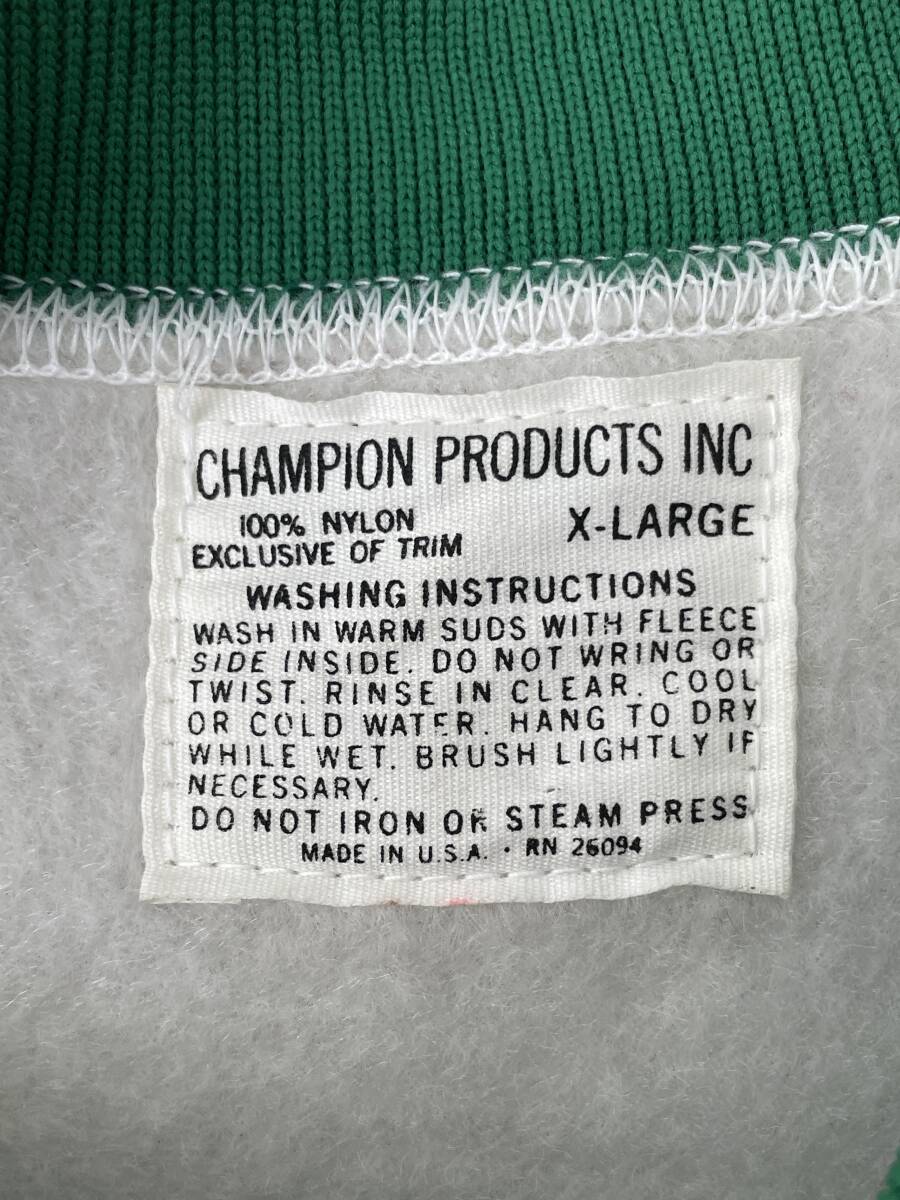 CHAMPION PRODUCTS INC
100% NYLON
EXCLUSIVE OF TRIM
X-LARGE
WASHING INSTRUCTIONS
WASH IN WARM SUDS WITH FLEECE
SIDE INSIDE. DO NOT WRING OR
TWIST. RINSE IN CLEAR. COOL
OR COLD WATER. HANG TO DRY
WHILE WET. BRUSH LIGHTLY IF
NECESSARY.
DO NOT IRON OR STEAM PRESS
MADE IN U.S.A. · RN 26094